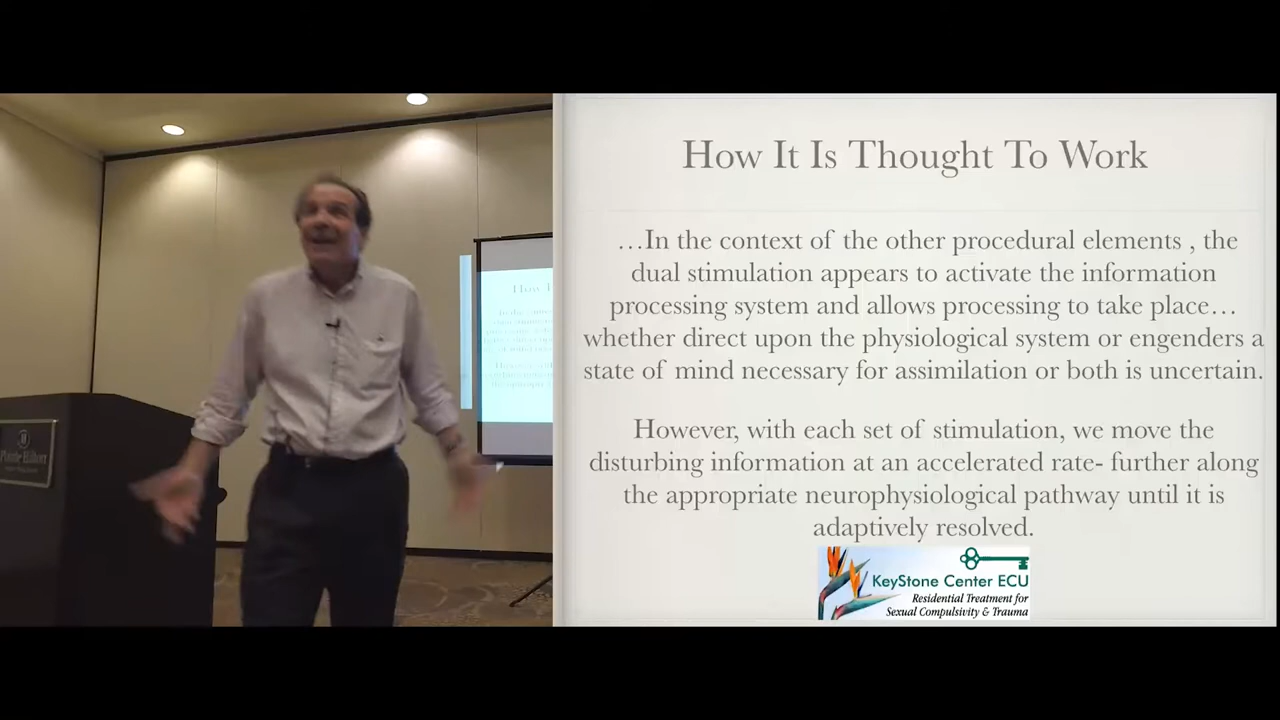 How It Is Thought To Work
…In the context of the other procedural elements , the
dual stimulation appears to activate the information
processing system and allows processing to take place…
whether direct upon the physiological system or engenders a
state of mind necessary for assimilation or both is uncertain.
However, with each set of stimulation, we move the
disturbing information at an accelerated rate- further along
the appropriate neurophysiological pathway until it is
adaptively resolved.
KeyStone Center ECU
Residential Treatment for
Sexual Compulsivity & Trauma
Pointe Hilton
How I